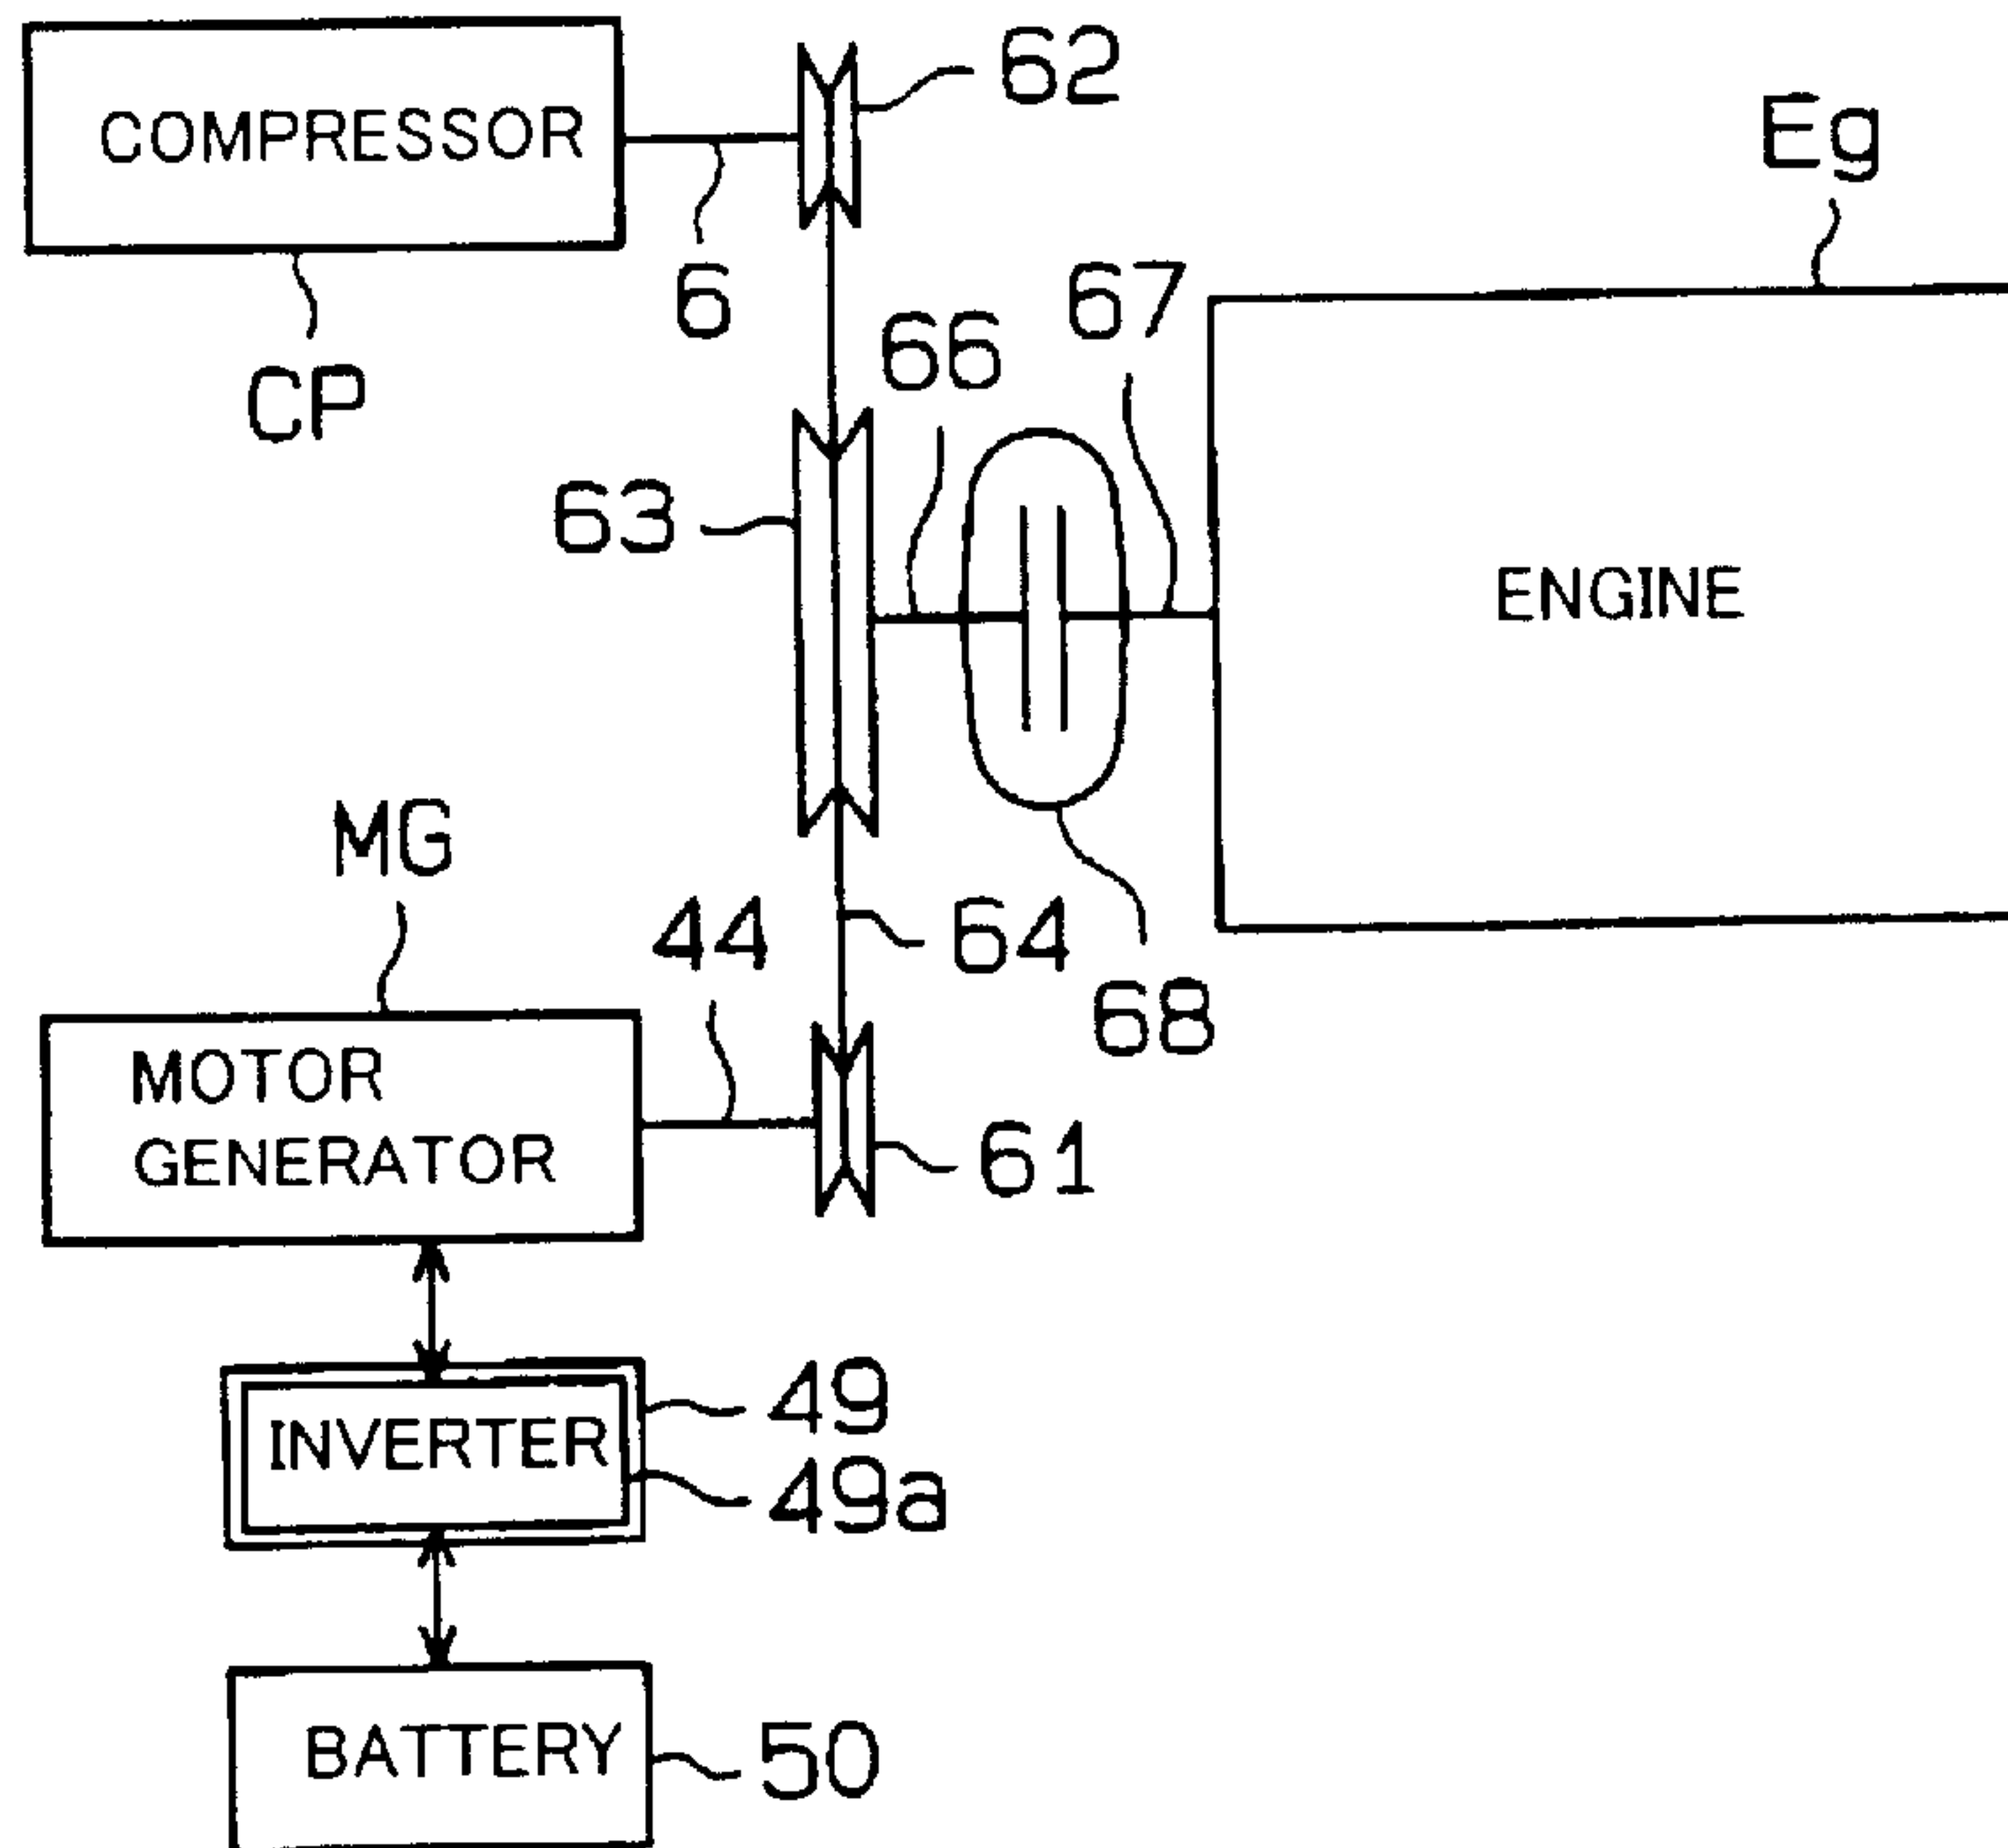 62
Eg
COMPRESSOR
6
67
66
CP
63
ENGINE
MG
44
64
68
MOTOR
GENERATOR
61
49
INVERTER
49a
BATTERY
50